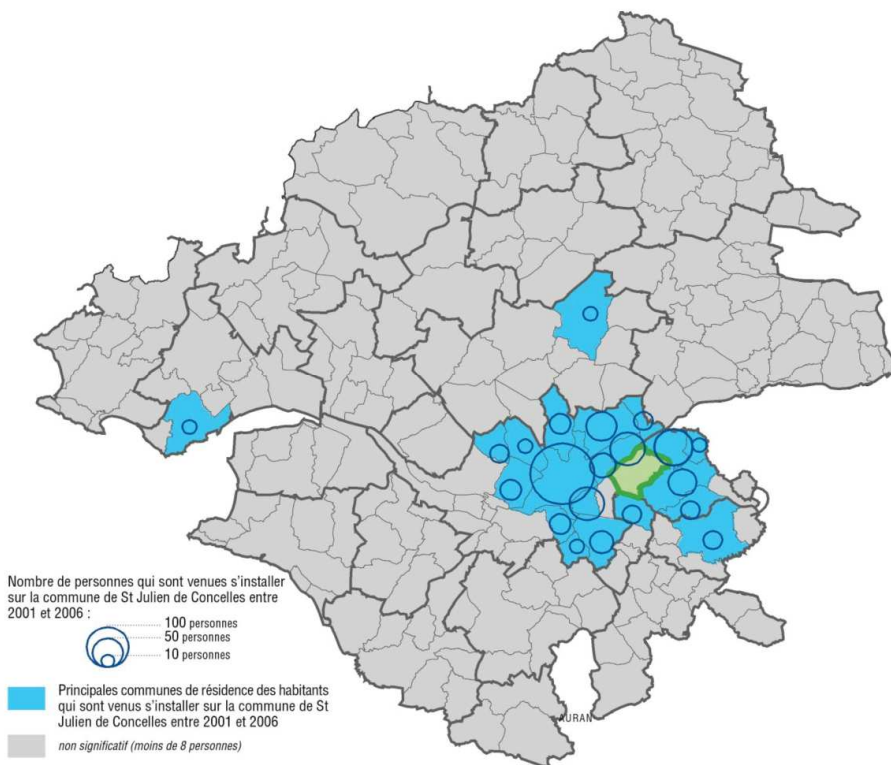 AURAN
Nombre de personnes qui sont venues s'installer
sur la commune de St Julien de Concelles entre
2001 et 2006 :
100 personnes
50 personnes
10 personnes
Principales communes de résidence des habitants
qui sont venus s'installer sur la commune de St
Julien de Concelles entre 2001 et 2006
non significatif (moins de 8 personnes)